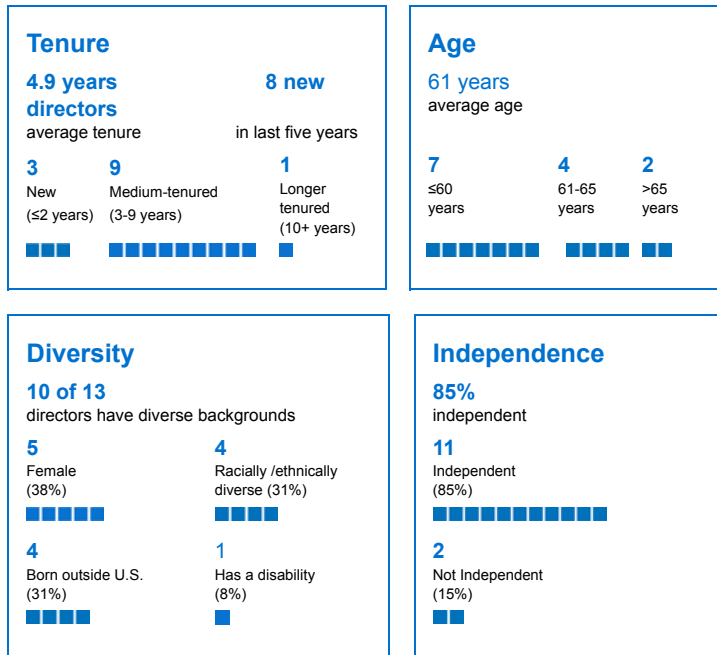 Tenure
4.9 years 8 new
directors
average tenure in last five years
3 9 1
New Medium-tenured Longer
(≤2 years) (3-9 years) tenured
(10+ years)
Age
61 years
average age
7 4 2
≤60 61-65 >65
years years years
Diversity
10 of 13
directors have diverse backgrounds
5 4
Female Racially /ethnically
(38%) diverse (31%)
4 1
Born outside U.S. Has a disability
(31%) (8%)
Independence
85%
independent
11
Independent
(85%)
2
Not Independent
(15%)